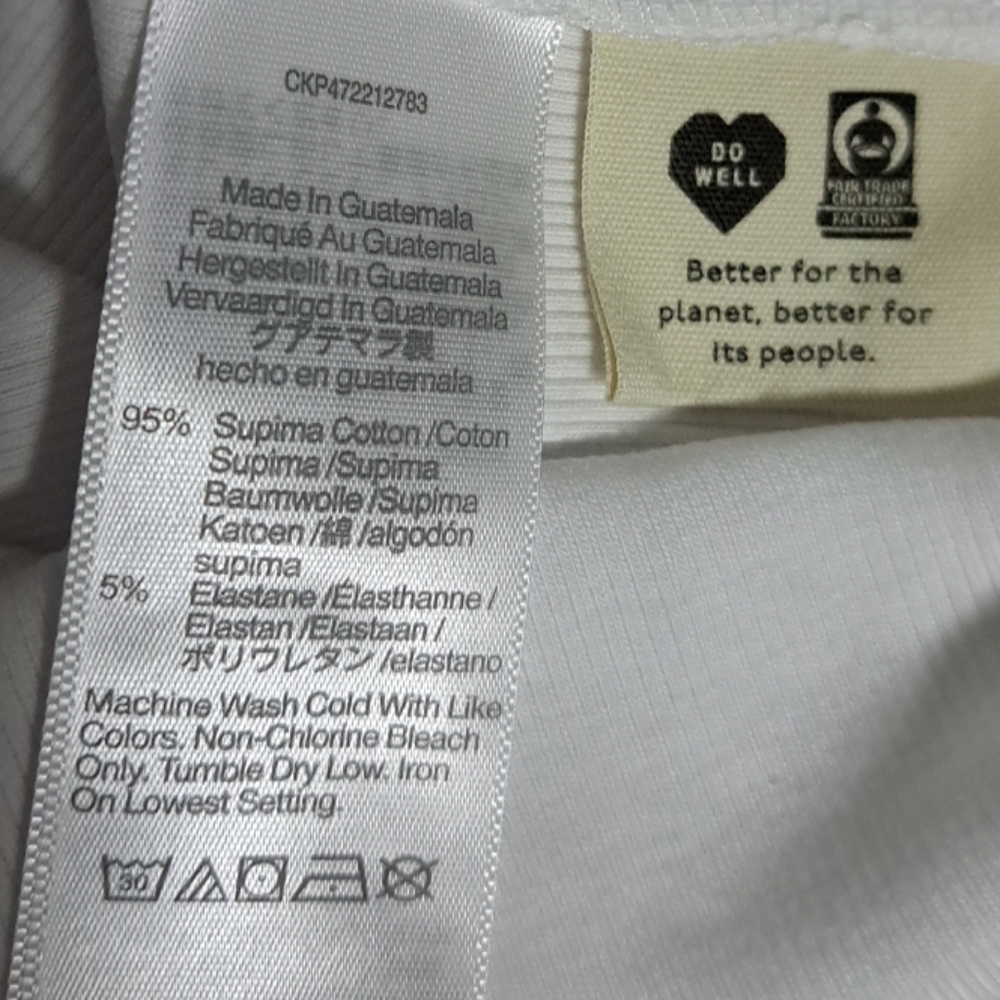 CKP472212783
Made In Guatemala
Fabriqué Au Guatemala
Hergestellt In Guatemala
Vervaardigd In Guatemala
グアテマラ製
hecho en guatemala
95% Supima Cotton /Coton
Supima /Supima
Baumwolle /Supima
Katoen /綿 /algodón
supima
5% Elastane /Élasthanne /
Elastan /Elastaan /
ポリウレタン /elastano
Machine Wash Cold With Like
Colors. Non-Chlorine Bleach
Only. Tumble Dry Low. Iron
On Lowest Setting.
30
DO
WELL
FAIR TRADE
CERTIFIED
FACTORY
Better for the
planet, better for
its people.